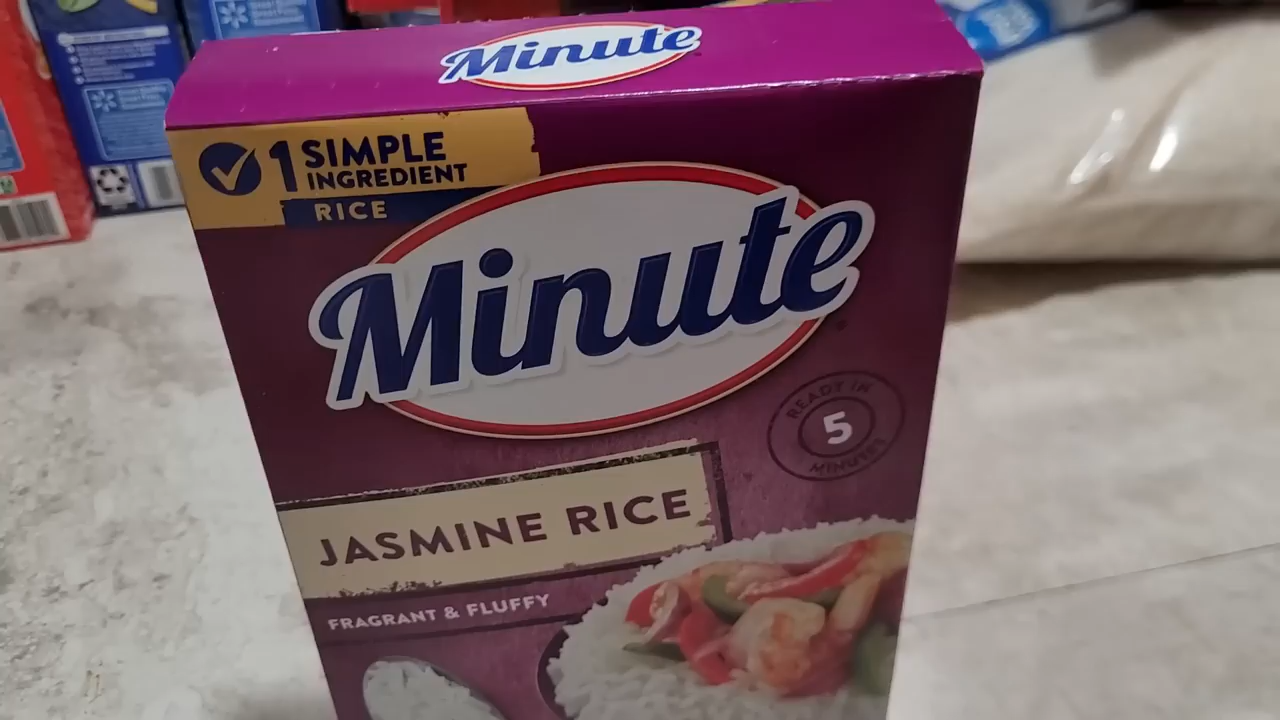 Minute
1 SIMPLE
INGREDIENT
RICE
Minute
READY IN
5
MINUTES
JASMINE RICE
FRAGRANT & FLUFFY